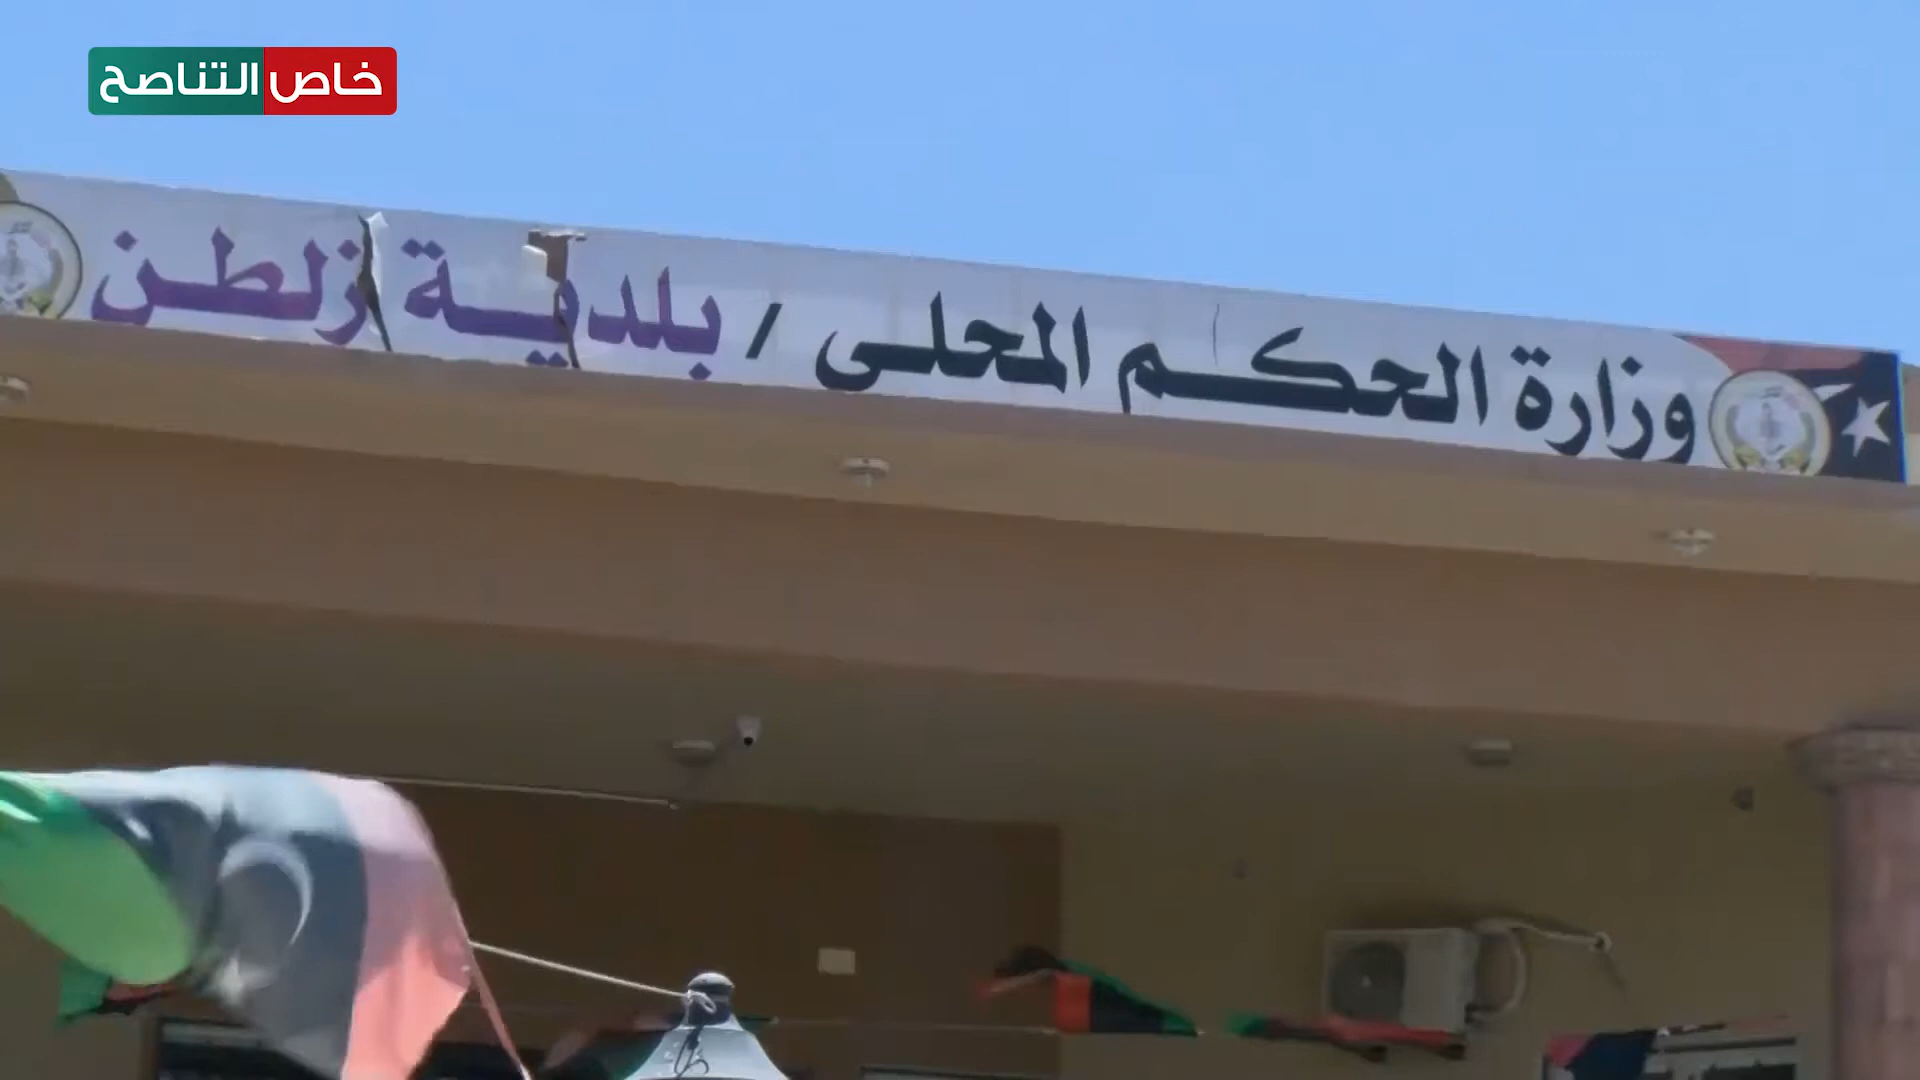 خاص التناصح
وزارة الحكم المحلى / بلدية زلطن